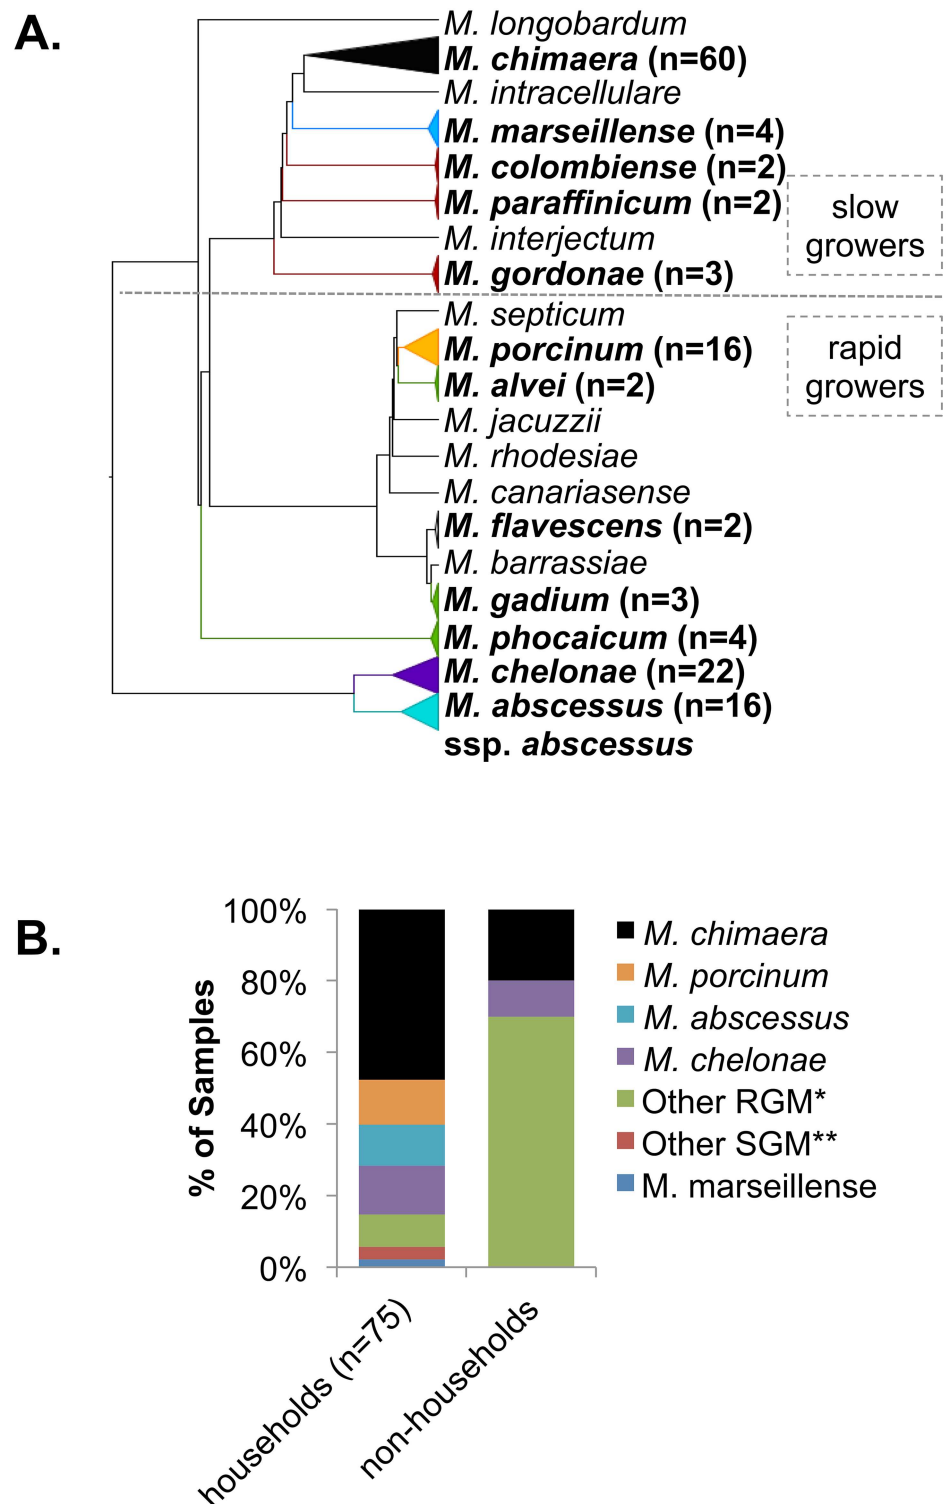 A.
M. longobardum
M. chimaera (n=60)
M. intracellulare
M. marseillense (n=4)
M. colombiense (n=2)
M. paraffinicum (n=2)
M. interjectum
M. gordonae (n=3)
slow
growers
M. septicum
M. porcinum (n=16)
M. alvei (n=2)
M. jacuzzii
M. rhodesiae
M. canariasense
M. flavescens (n=2)
M. barrassiae
M. gadium (n=3)
M. phocaicum (n=4)
M. chelonae (n=22)
M. abscessus (n=16)
ssp. abscessus
rapid
growers
B.
% of Samples
100%
80%
60%
40%
20%
0%
households (n=75)
non-households
M. chimaera
M. porcinum
M. abscessus
M. chelonae
Other RGM*
Other SGM**
M. marseillense